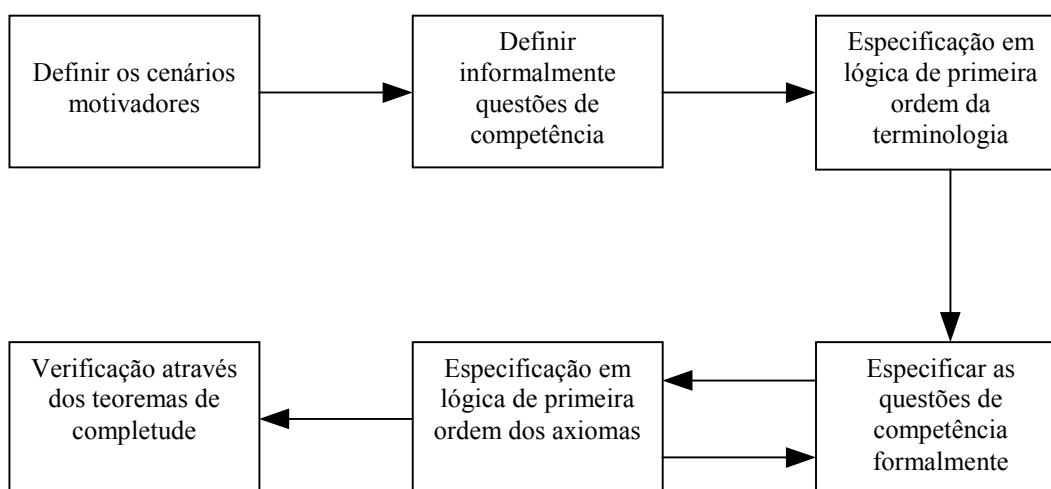 Definir os cenários
motivadores
Definir
informalmente
questões de
competência
Especificação em
lógica de primeira
ordem da
terminologia
Verificação através
dos teoremas de
completude
Especificação em
lógica de primeira
ordem dos axiomas
Especificar as
questões de
competência
formalmente